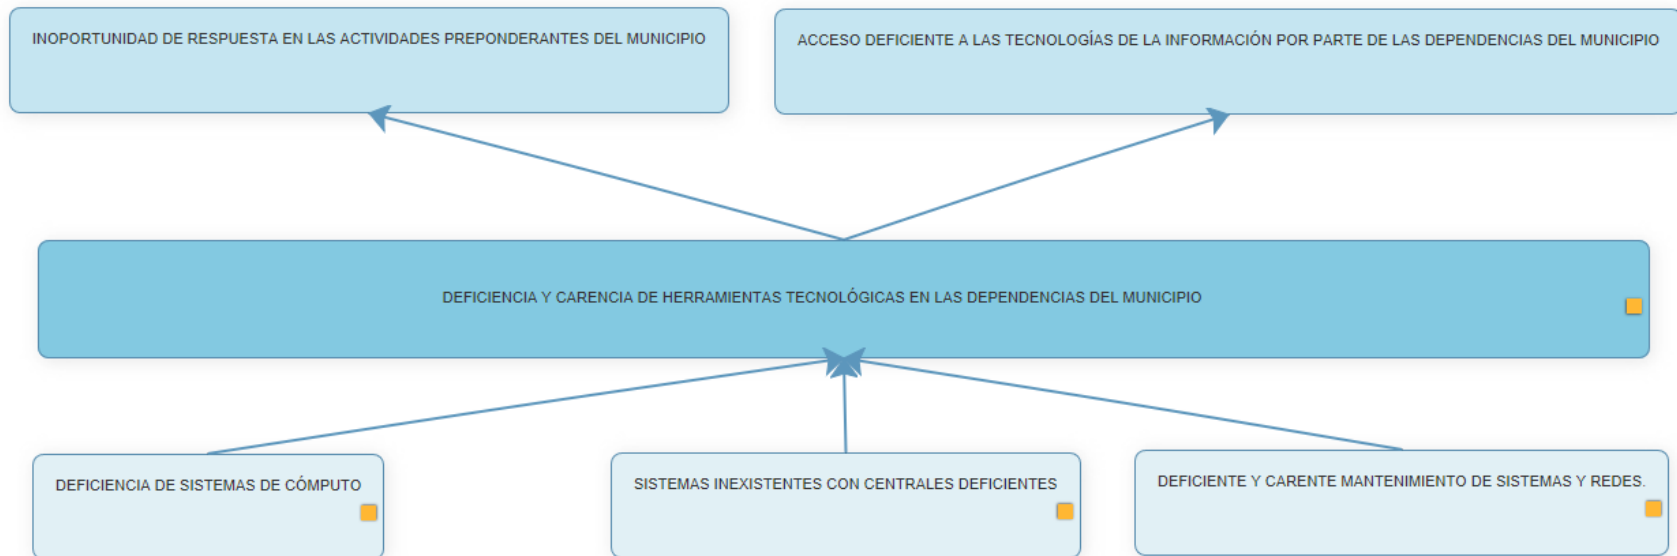 INOPORTUNIDAD DE RESPUESTA EN LAS ACTIVIDADES PREPONDERANTES DEL MUNICIPIO
ACCESO DEFICIENTE A LAS TECNOLOGÍAS DE LA INFORMACIÓN POR PARTE DE LAS DEPENDENCIAS DEL MUNICIPIO
DEFICIENCIA Y CARENCIA DE HERRAMIENTAS TECNOLÓGICAS EN LAS DEPENDENCIAS DEL MUNICIPIO
DEFICIENCIA DE SISTEMAS DE CÓMPUTO
SISTEMAS INEXISTENTES CON CENTRALES DEFICIENTES
DEFICIENTE Y CARENTE MANTENIMIENTO DE SISTEMAS Y REDES.